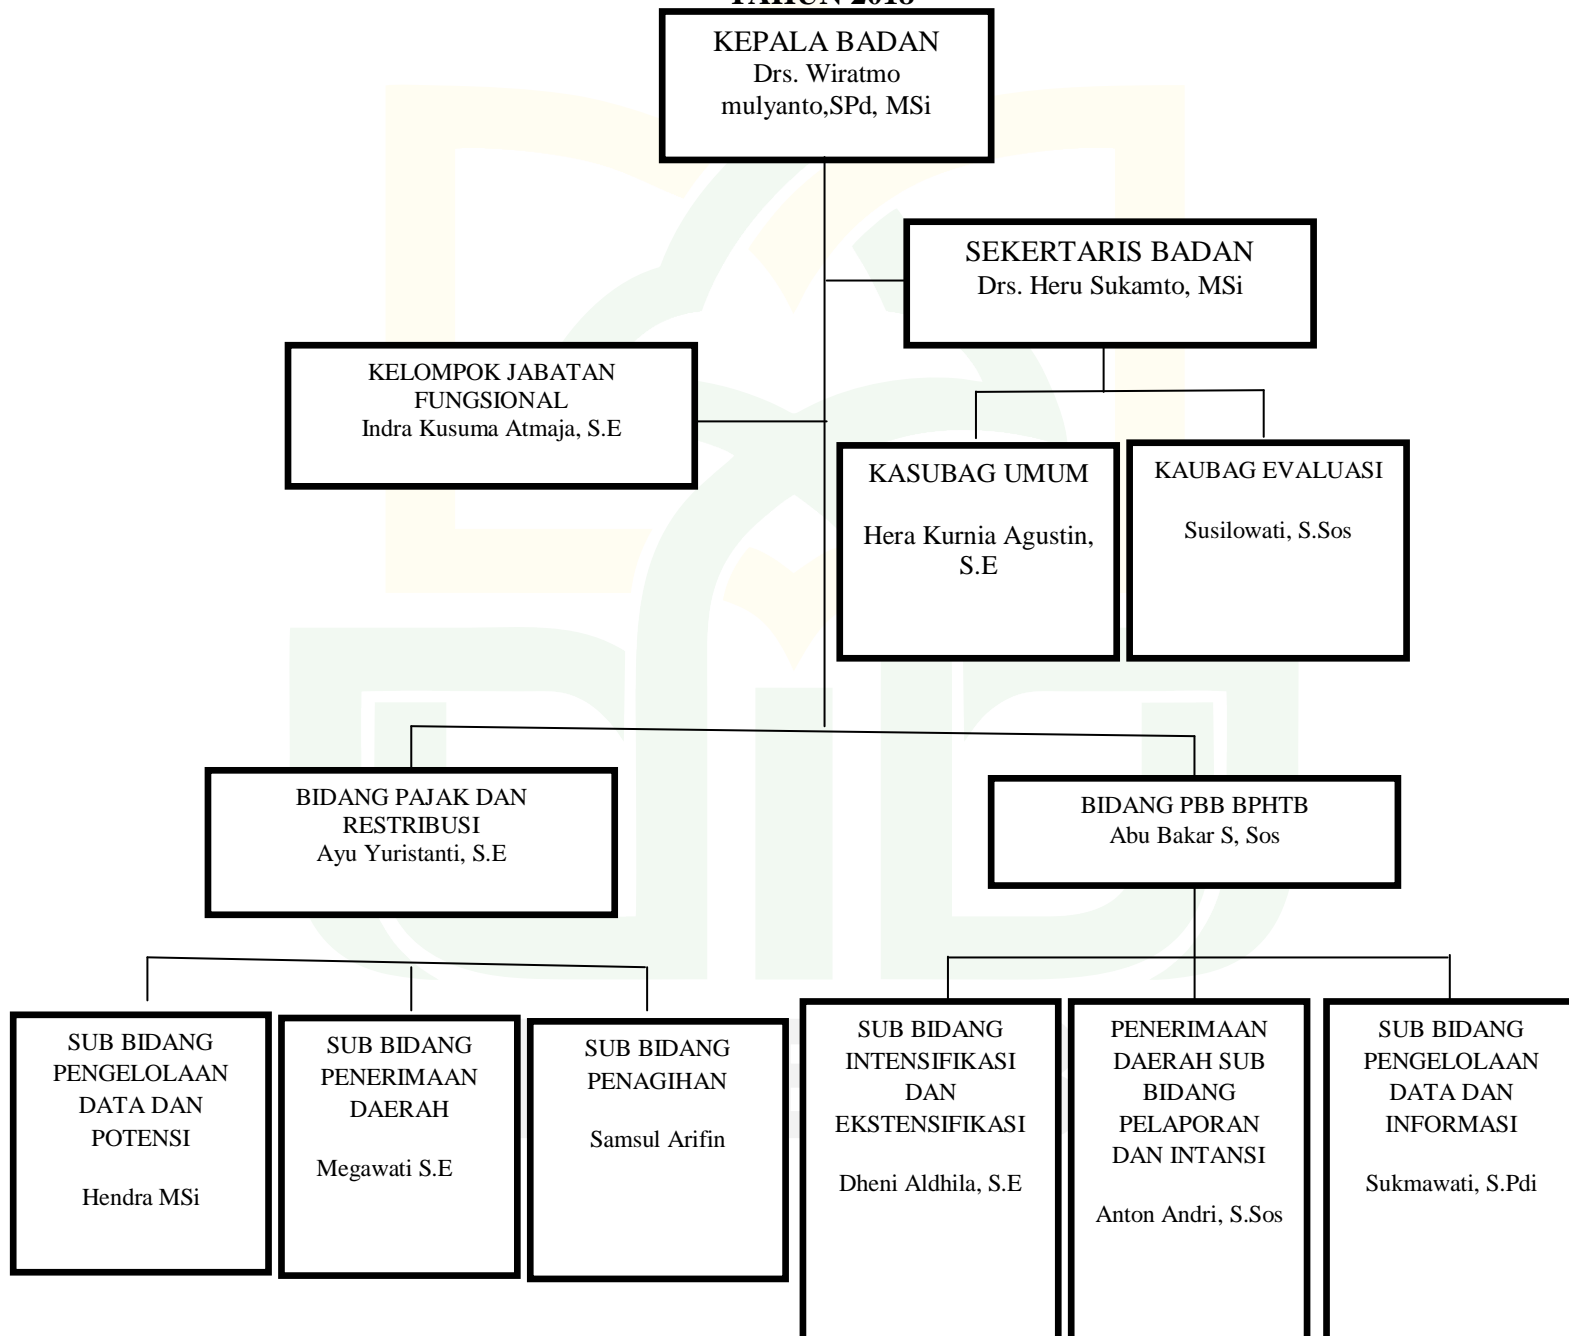 TAHUN 2018
KEPALA BADAN
Drs. Wiratmo
mulyanto,SPd, MSi
SEKERTARIS BADAN
Drs. Heru Sukamto, MSi
KELOMPOK JABATAN
FUNGSIONAL
Indra Kusuma Atmaja, S.E
KASUBAG UMUM
Hera Kurnia Agustin,
S.E
KAUBAG EVALUASI
Susilowati, S.Sos
BIDANG PAJAK DAN
RESTRIBUSI
Ayu Yuristanti, S.E
BIDANG PBB BPHTB
Abu Bakar S, Sos
SUB BIDANG
PENGELOLAAN
DATA DAN
POTENSI
Hendra MSi
SUB BIDANG
PENERIMAAN
DAERAH
Megawati S.E
SUB BIDANG
PENAGIHAN
Samsul Arifin
SUB BIDANG
INTENSIFIKASI
DAN
EKSTENSIFIKASI
Dheni Aldhila, S.E
PENERIMAAN
DAERAH SUB
BIDANG
PELAPORAN
DAN INTANSI
Anton Andri, S.Sos
SUB BIDANG
PENGELOLAAN
DATA DAN
INFORMASI
Sukmawati, S.Pdi